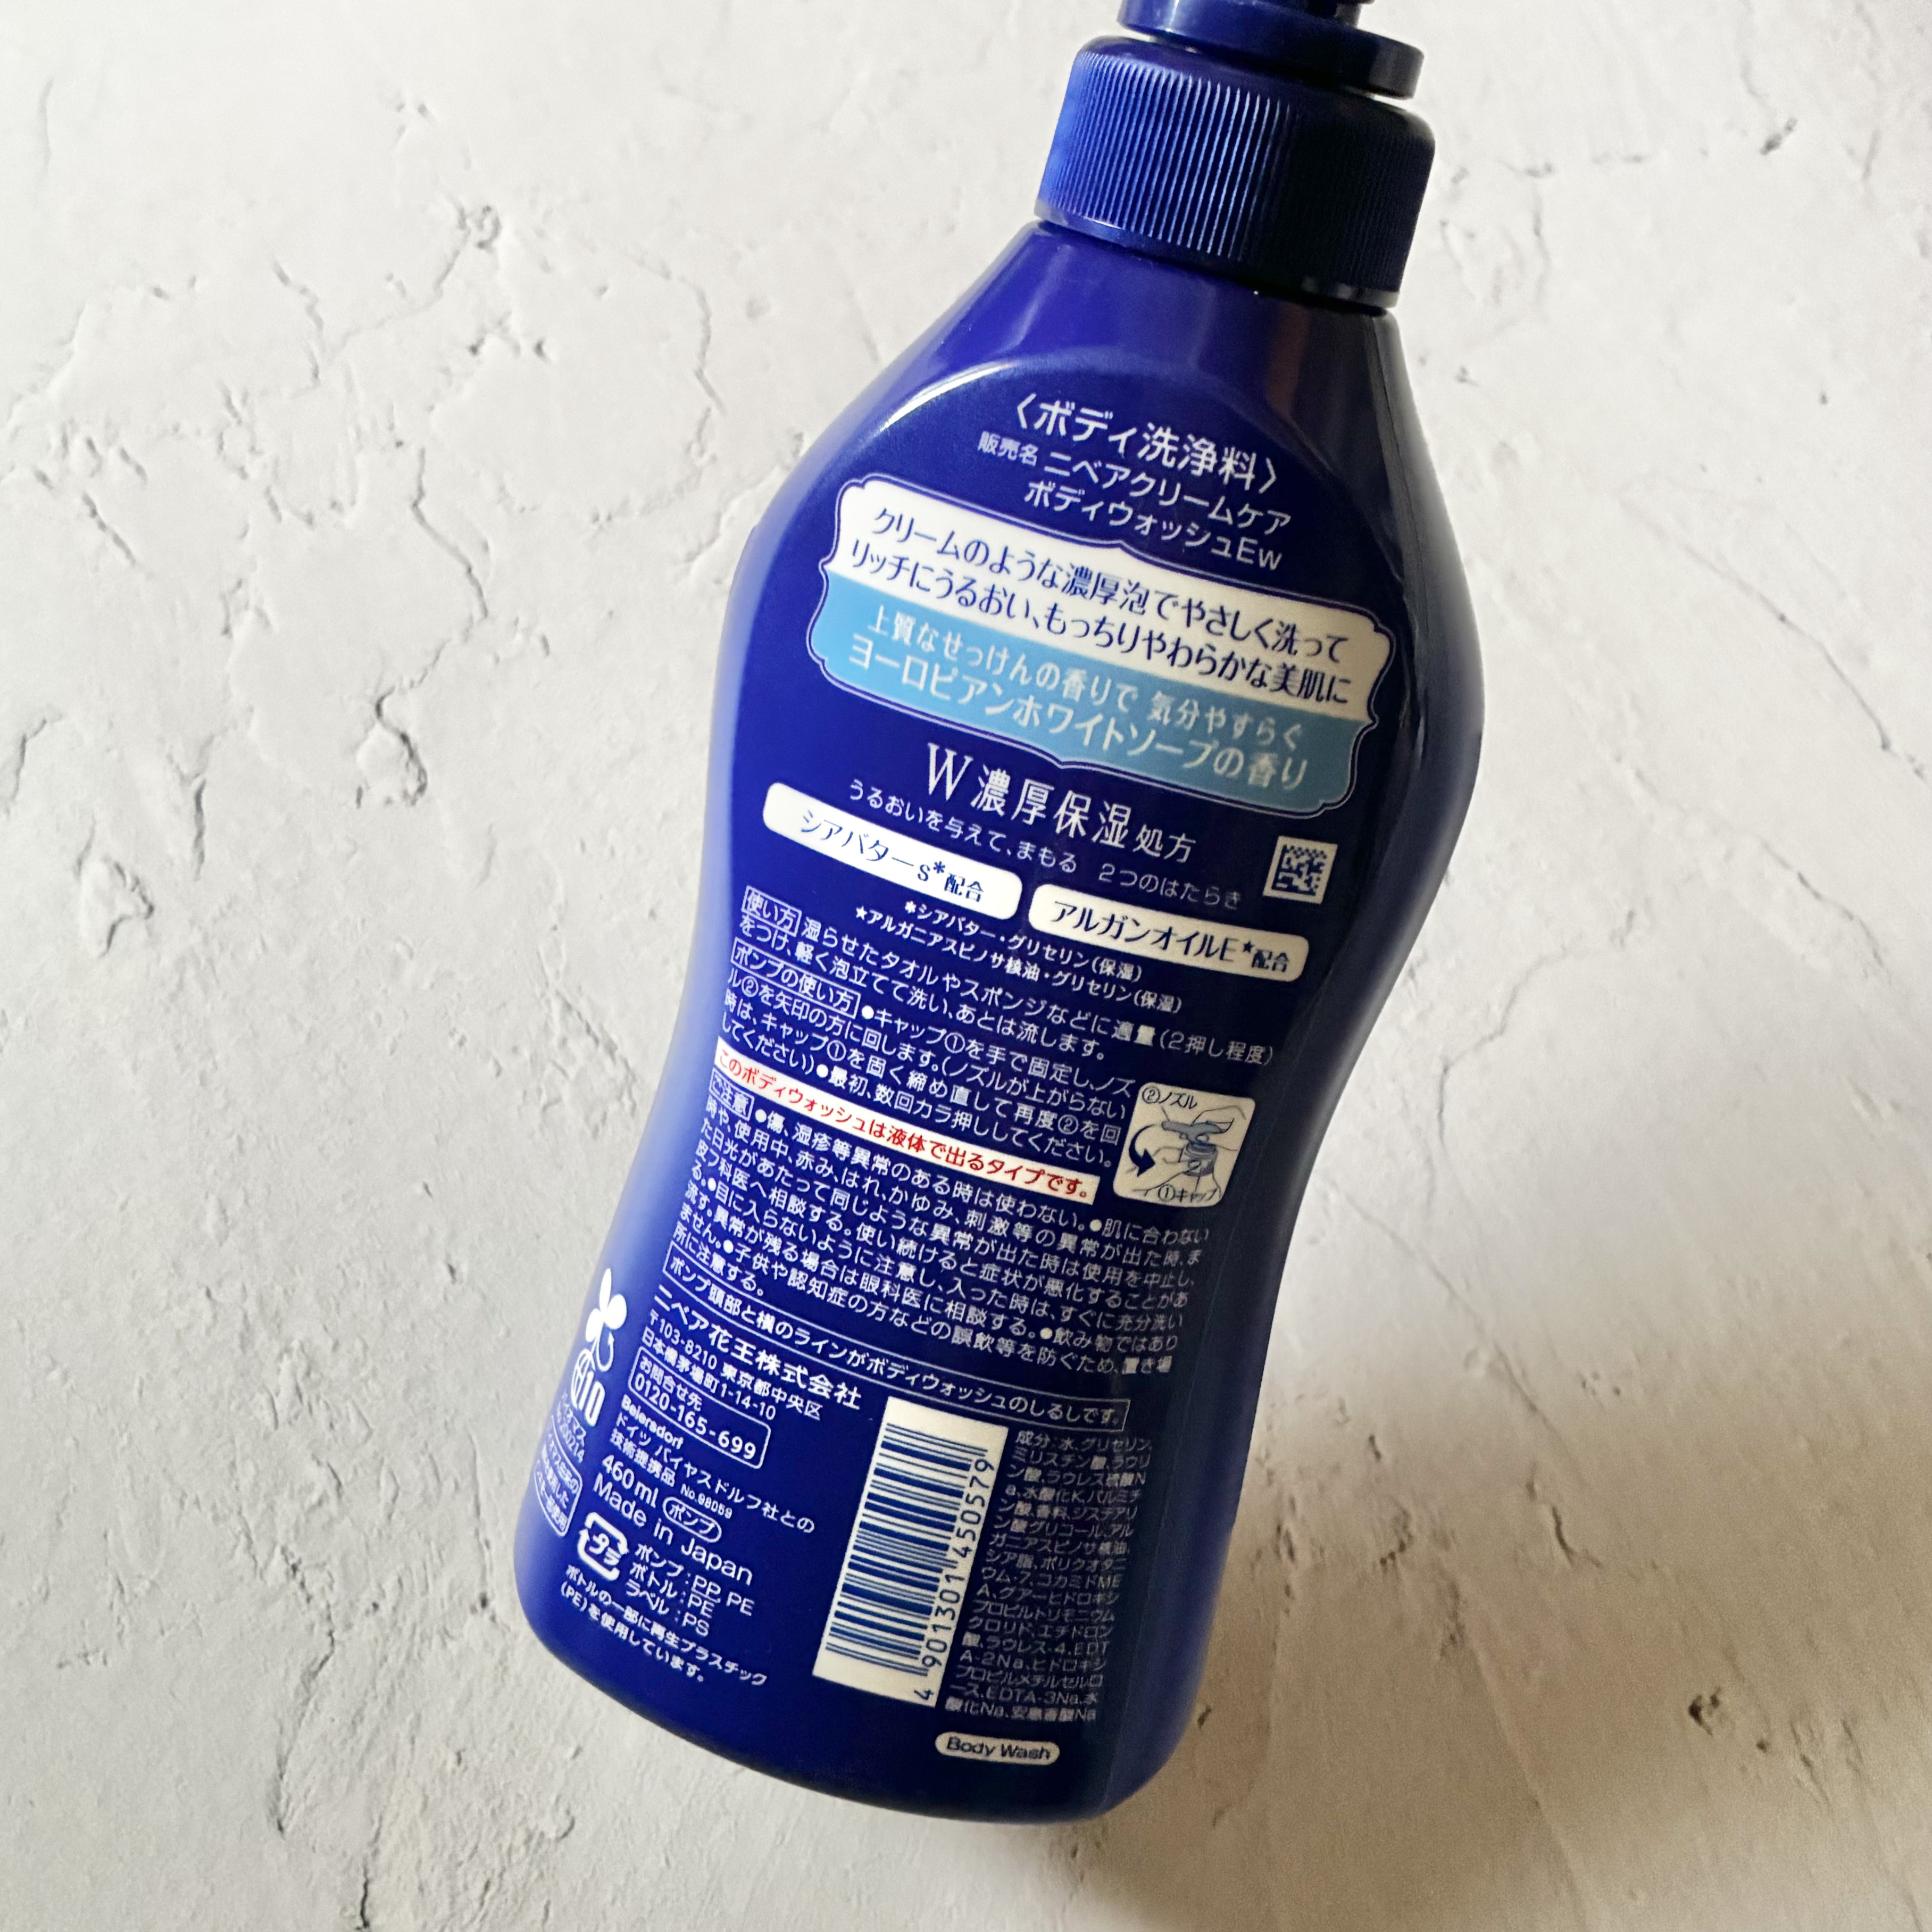 〈ボディ洗浄料〉
販売名 ニベアクリームケア
ボディウォッシュEw
クリームのような濃厚泡でやさしく洗って
リッチにうるおい、もっちりやわらかな美肌に
上質なせっけんの香りで 気分やすらぐ
ヨーロピアンホワイトソープの香り
W濃厚保湿処方
うるおいを与えて、まもる 2つのはたらき
シアバターS*配合
アルガンオイルE★配合
*シアバター・グリセリン(保湿)
★アルガニアスピノサ核油・グリセリン(保湿)
使い方 湿らせたタオルやスポンジなどに適量(2押し程度)
をつけ、軽く泡立てて洗い、あとは流します。
ポンプの使い方 ●キャップ①を手で固定し、ノズ
ル②を矢印の方に回します。(ノズルが上がらない
時は、キャップ①を固く締め直して再度②を回
してください)●最初、数回カラ押ししてください。
②ノズル
①キャップ
このボディウォッシュは液体で出るタイプです。
ご注意 ●傷、湿疹等異常のある時は使わない。●肌に合わない
時や、使用中、赤み、はれ、かゆみ、刺激等の異常が出た時、ま
た日光があたって同じような異常が出た時は使用を中止し、
皮フ科医へ相談する。使い続けると症状が悪化することがあ
る。●目に入らないように注意し、入った時は、すぐに充分洗い
流す。異常が残る場合は眼科医に相談する。●飲み物ではあり
ません。●子供や認知症の方などの誤飲等を防ぐため、置き場
所に注意する。
ポンプ頭部と横のラインがボディウォッシュのしるしです。
ニベア花王株式会社
〒103-8210 東京都中央区
日本橋茅場町1-14-10
お問合せ先
0120-165-699
Beiersdorf
ドイツ バイヤスドルフ社との
技術提携品 No.98059
460ml ポンプ
Made in Japan
プラ
ポンプ:PP,PE
ボトル:PE
ラベル:PS
ボトルの一部に再生プラスチック
(PE)を使用しています。
バイオマス
4901301450579
成分:水、グリセリン、
ミリスチン酸、ラウリ
ン酸、ラウレス硫酸N
a、水酸化K、パルミチ
ン酸、香料、ジステアリ
ン酸グリコール、アル
ガニアスピノサ核油、
シア脂、ポリクオタニ
ウム-7、コカミドME
A、グアーヒドロキシ
プロピルトリモニウム
クロリド、エチドロン
酸、ラウレス-4、EDT
A-2Na、ヒドロキシ
プロピルメチルセルロ
ース、EDTA-3Na、水
酸化Na、安息香酸Na
Body Wash